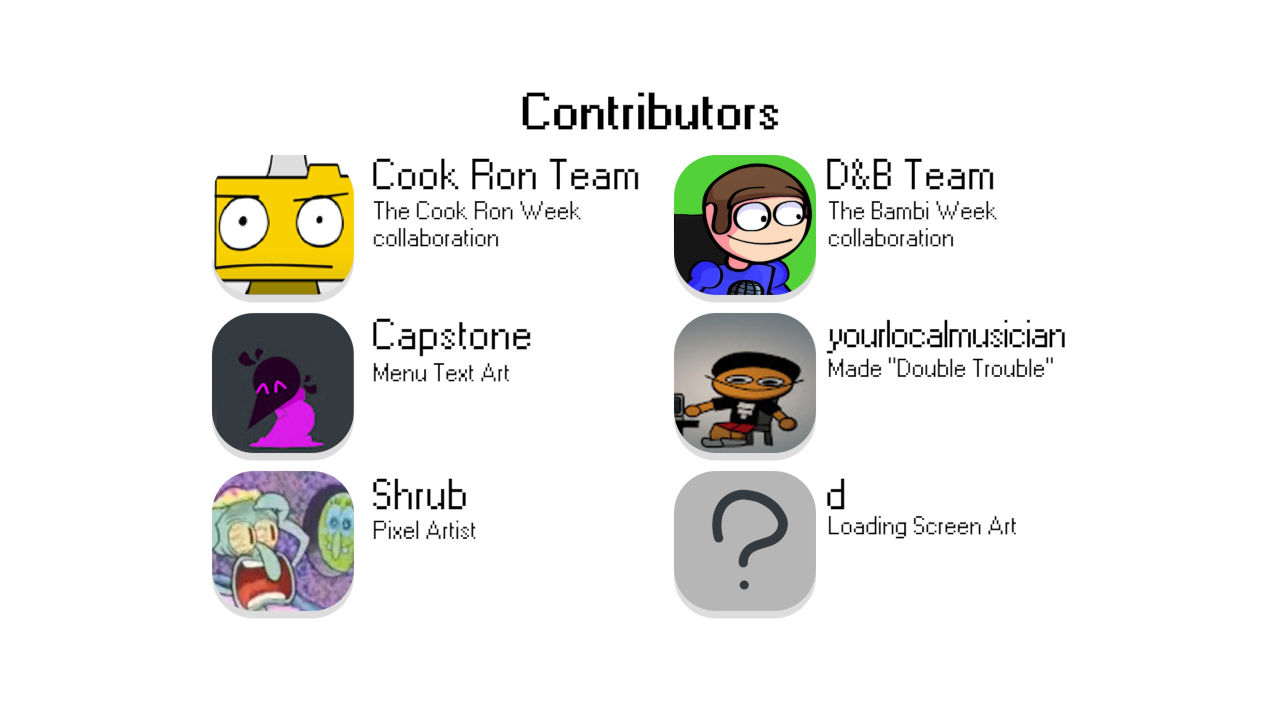 Contributors
Cook Ron Team
The Cook Ron Week
collaboration
D&B Team
The Bambi Week
collaboration
Capstone
Menu Text Art
yourlocalmusician
Made "Double Trouble"
Shrub
Pixel Artist
d
Loading Screen Art